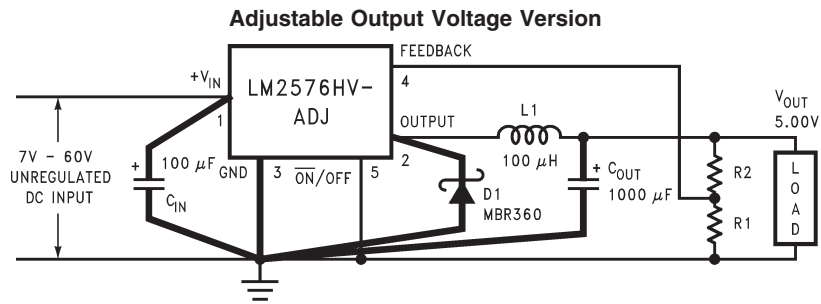 Adjustable Output Voltage Version
FEEDBACK
+VIN
LM2576HV-
ADJ
4
1
OUTPUT
L1
VOUT
5.00V
7V - 60V
UNREGULATED
DC INPUT
+
100 μF
CIN
GND
3
ON/OFF
5
2
100 μH
D1
MBR360
+
COUT
1000 μF
R2
R1
LOAD